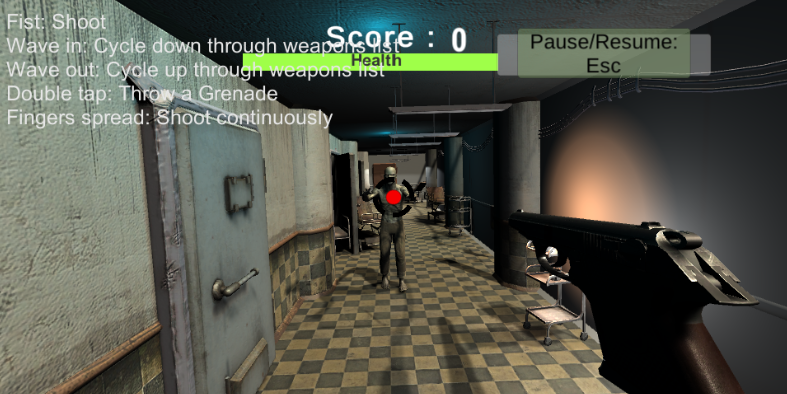 Fist: Shoot
Wave in: Cycle down through weapons list
Wave out: Cycle up through weapons list
Double tap: Throw a Grenade
Fingers spread: Shoot continuously
Score : 0
Health
Pause/Resume:
Esc